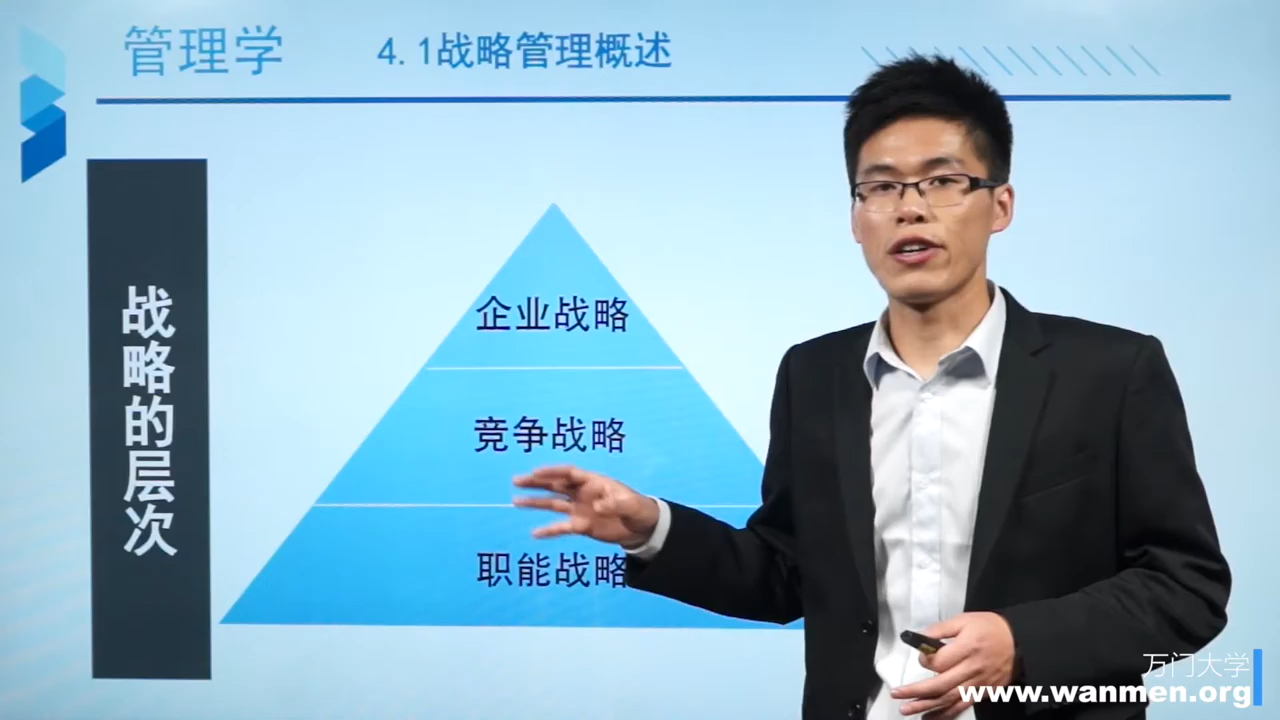 管理学
4.1战略管理概述
战略的层次
企业战略
竞争战略
职能战略
万门大学
www.wanmen.org